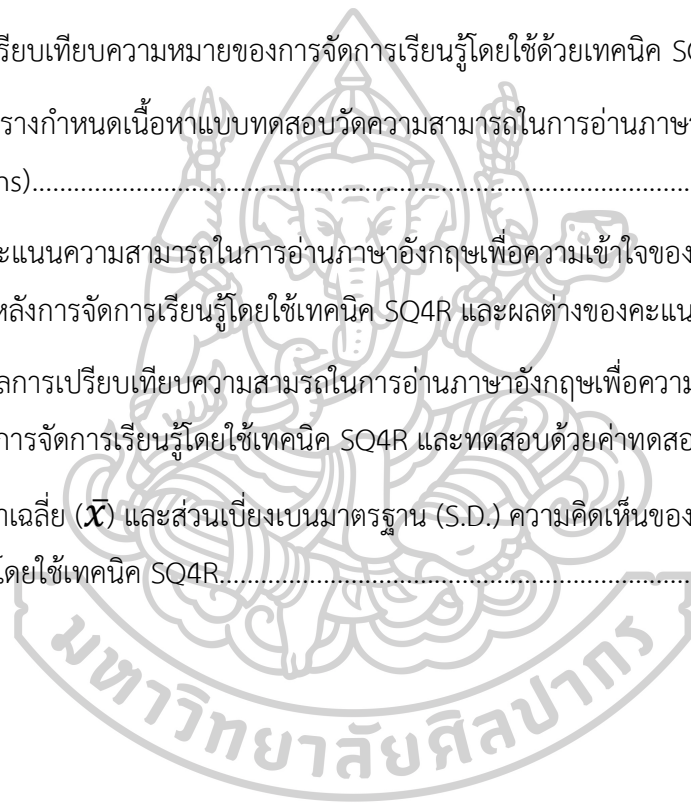 รียบเทียบความหมายของการจัดการเรียนรู้โดยใช้ด้วยเทคนิค SQ
รางกำหนดเนื้อหาแบบทดสอบวัดความสามารถในการอ่านภาษา
ns)...............................................................................................
ะแนนความสามารถในการอ่านภาษาอังกฤษเพื่อความเข้าใจของ
หลังการจัดการเรียนรู้โดยใช้เทคนิค SQ4R และผลต่างของคะแน
ลการเปรียบเทียบความสามรถในการอ่านภาษาอังกฤษเพื่อความ
การจัดการเรียนรู้โดยใช้เทคนิค SQ4R และทดสอบด้วยค่าทดสอ
าเฉลี่ย (x̄) และส่วนเบี่ยงเบนมาตรฐาน (S.D.) ความคิดเห็นของ
โดยใช้เทคนิค SQ4R....................................................................
มหาวิทยาลัยศิลปากร